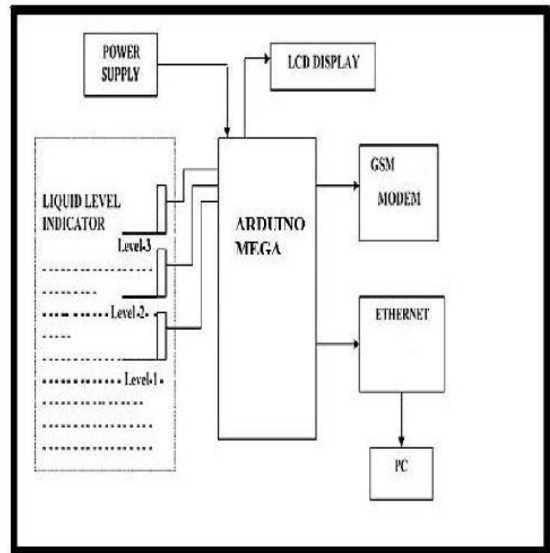 POWER
SUPPLY
LCD DISPLAY
LIQUID LEVEL
INDICATOR
Level-3
Level-2
Level-1
ARDUINO
MEGA
GSM
MODEM
ETHERNET
PC